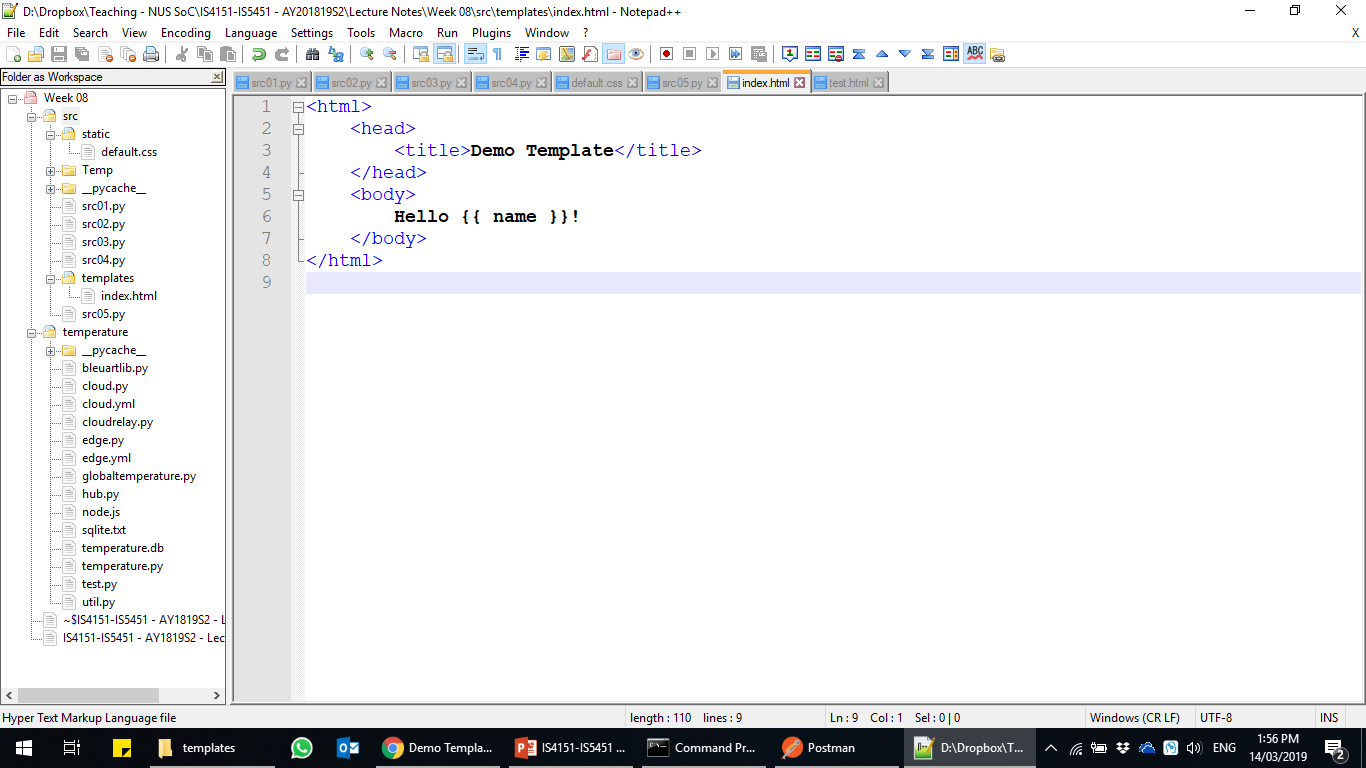 D:\Dropbox\Teaching - NUS SoC\IS4151-IS5451 - AY201819S2\Lecture Notes\Week 08\src\templates\index.html - Notepad++
File Edit Search View Encoding Language Settings Tools Macro Run Plugins Window ? X
Folder as Workspace
src01.py src02.py src03.py src04.py default.css src05.py index.html test.html
Week 08
src
static
default.css
Temp
__pycache__
src01.py
src02.py
src03.py
src04.py
templates
index.html
src05.py
temperature
__pycache__
bleuartlib.py
cloud.py
cloud.yml
cloudrelay.py
edge.py
edge.yml
globaltemperature.py
hub.py
node.js
sqlite.txt
temperature.db
temperature.py
test.py
util.py
~$IS4151-IS5451 - AY1819S2 - L
IS4151-IS5451 - AY1819S2 - Lec
1 <html>
2 <head>
3 <title>Demo Template</title>
4 </head>
5 <body>
6 Hello {{ name }}!
7 </body>
8 </html>
9
Hyper Text Markup Language file length : 110 lines : 9 Ln : 9 Col : 1 Sel : 0 | 0 Windows (CR LF) UTF-8 INS
templates Demo Templa... IS4151-IS5451 ... Command Pr... Postman D:\Dropbox\T... ENG 1:56 PM
14/03/2019 2